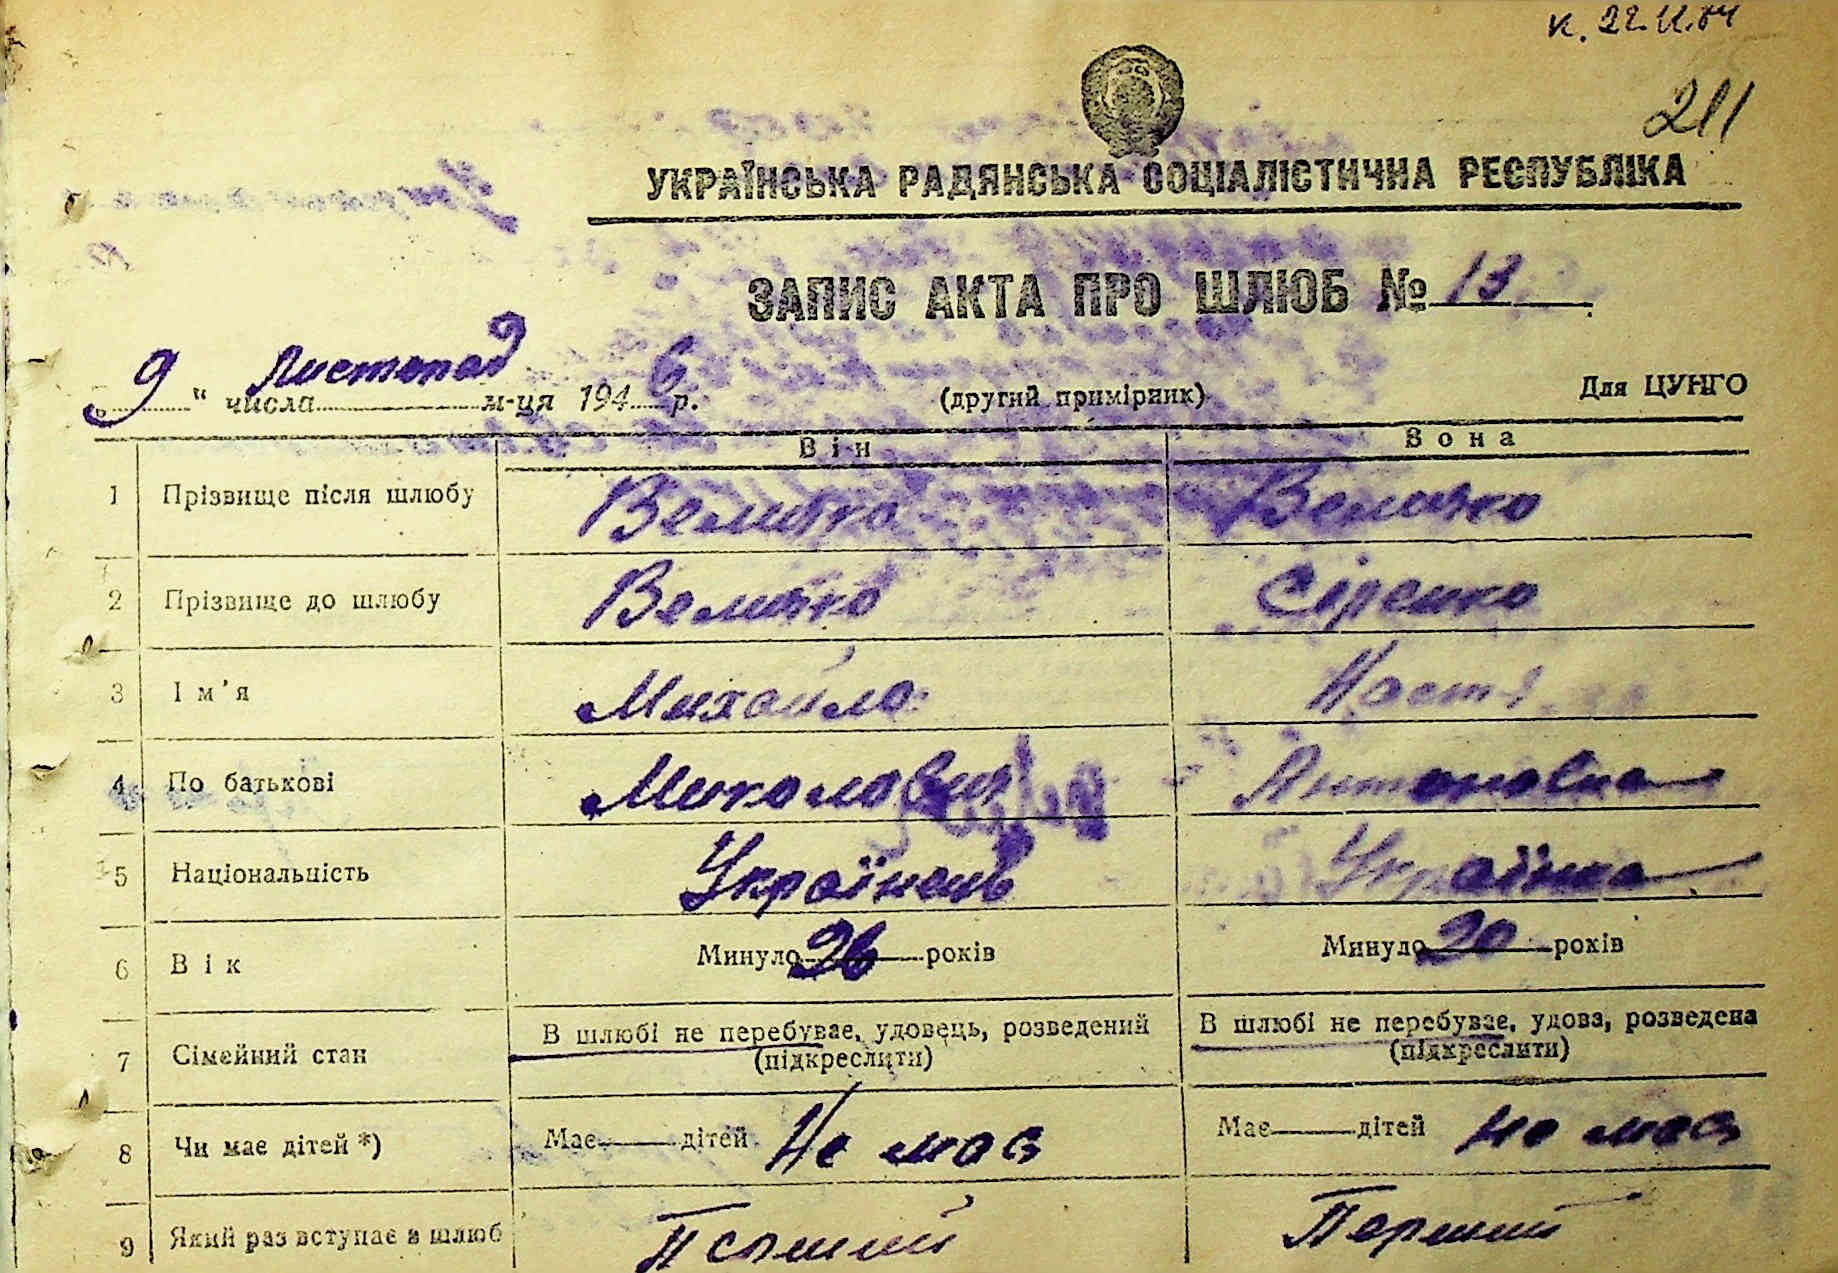 к. 22.
211
УКРАЇНСЬКА РАДЯНСЬКА СОЦІАЛІСТИЧНА РЕСПУБЛІКА
ЗАПИС АКТА ПРО ШЛЮБ № 13
„9“ числа Листопад м-ця 1946 р. (другий примірник) Для ЦУНГО
Він Вона
1 Прізвище після шлюбу Величко Величко
2 Прізвище до шлюбу Величко Сіренко
3 Ім'я Михайло Настя
4 По батькові Миколович Антоновна
5 Національність Українець Українка
6 Вік Минуло 26 років Минуло 20 років
7 Сімейний стан В шлюбі не перебуває, удовець, розведений В шлюбі не перебуває, удова, розведена
(підкреслити) (підкреслити)
8 Чи має дітей *) Має дітей Не має Має дітей не має
9 Який раз вступає в шлюб Перший Перший